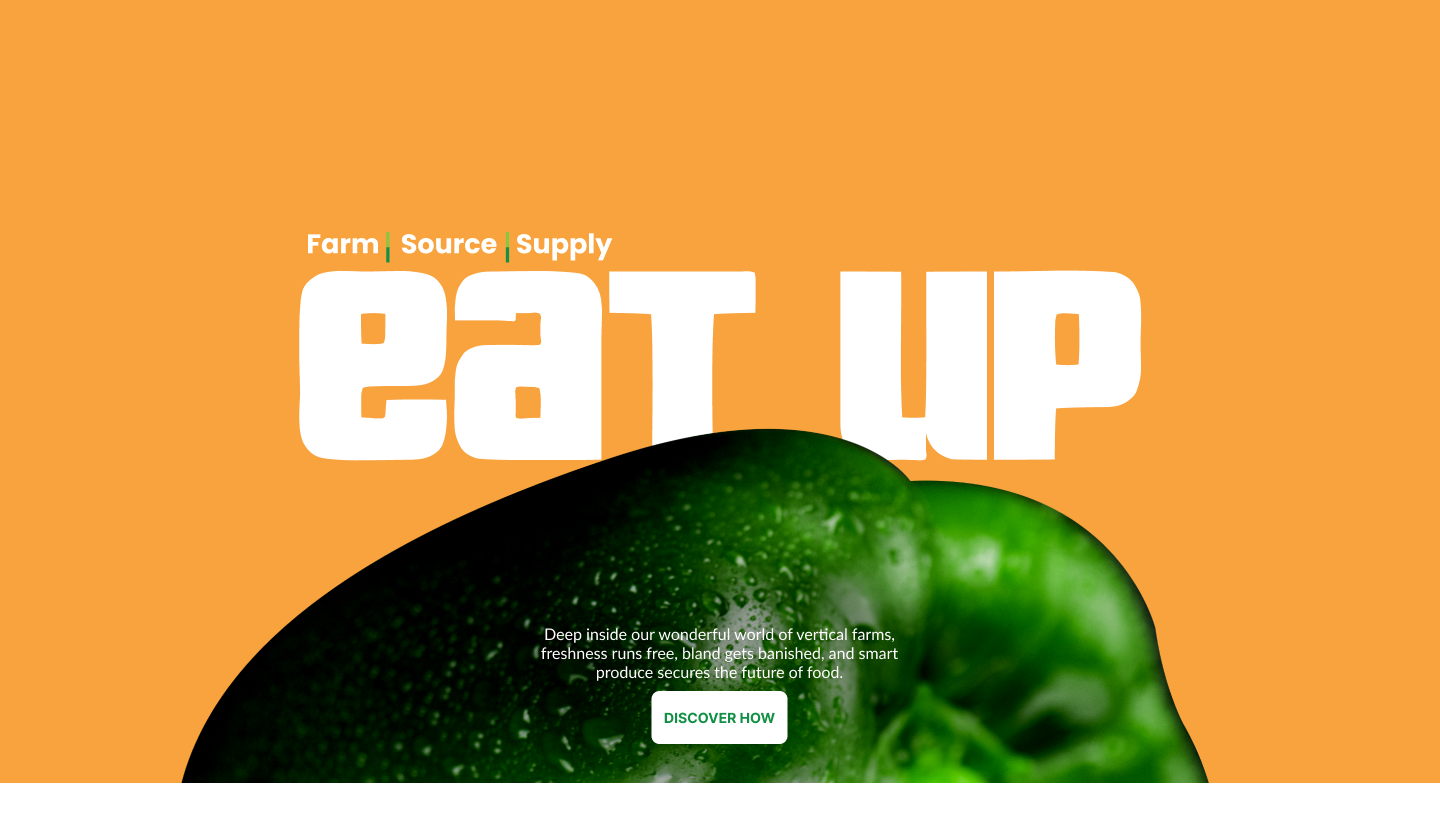 Farm | Source | Supply
eat up
Deep inside our wonderful world of vertical farms,
freshness runs free, bland gets banished, and smart
produce secures the future of food.
DISCOVER HOW